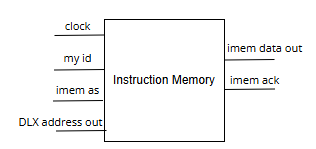 clock
my id
imem as
DLX address out
Instruction Memory
imem data out
imem ack